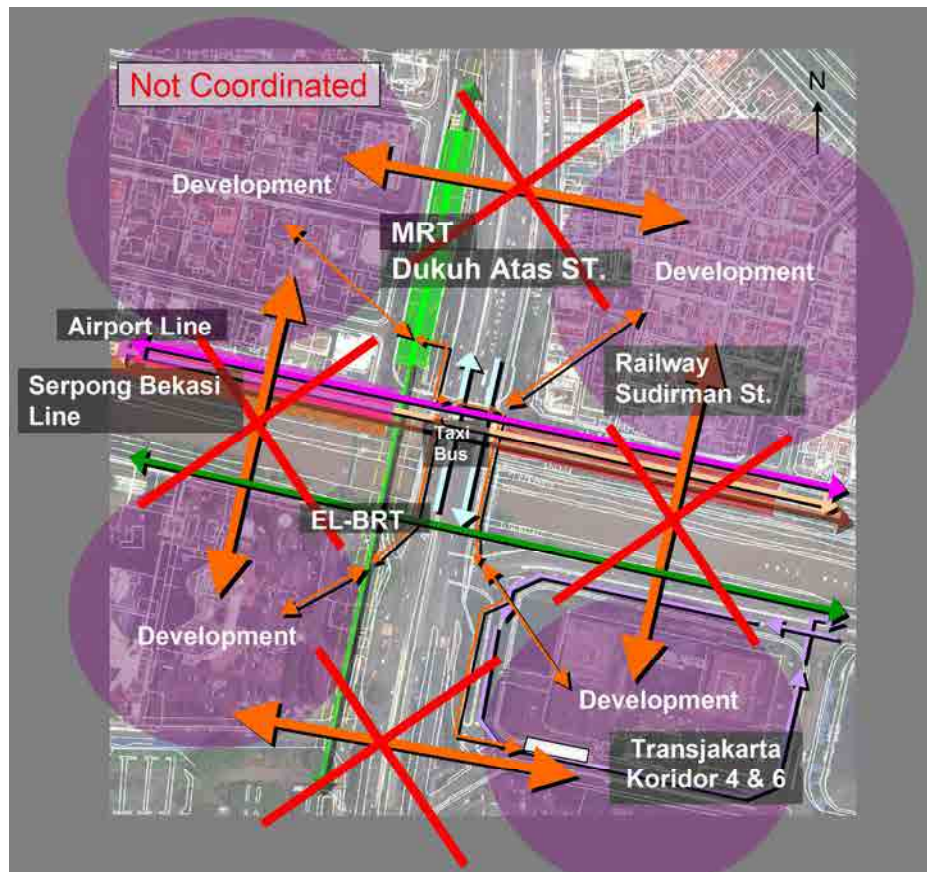 Not Coordinated
N
Development
MRT
Dukuh Atas ST.
Development
Airport Line
Serpong Bekasi
Line
Railway
Sudirman St.
Taxi
Bus
EL-BRT
Development
Development
Transjakarta
Koridor 4 & 6